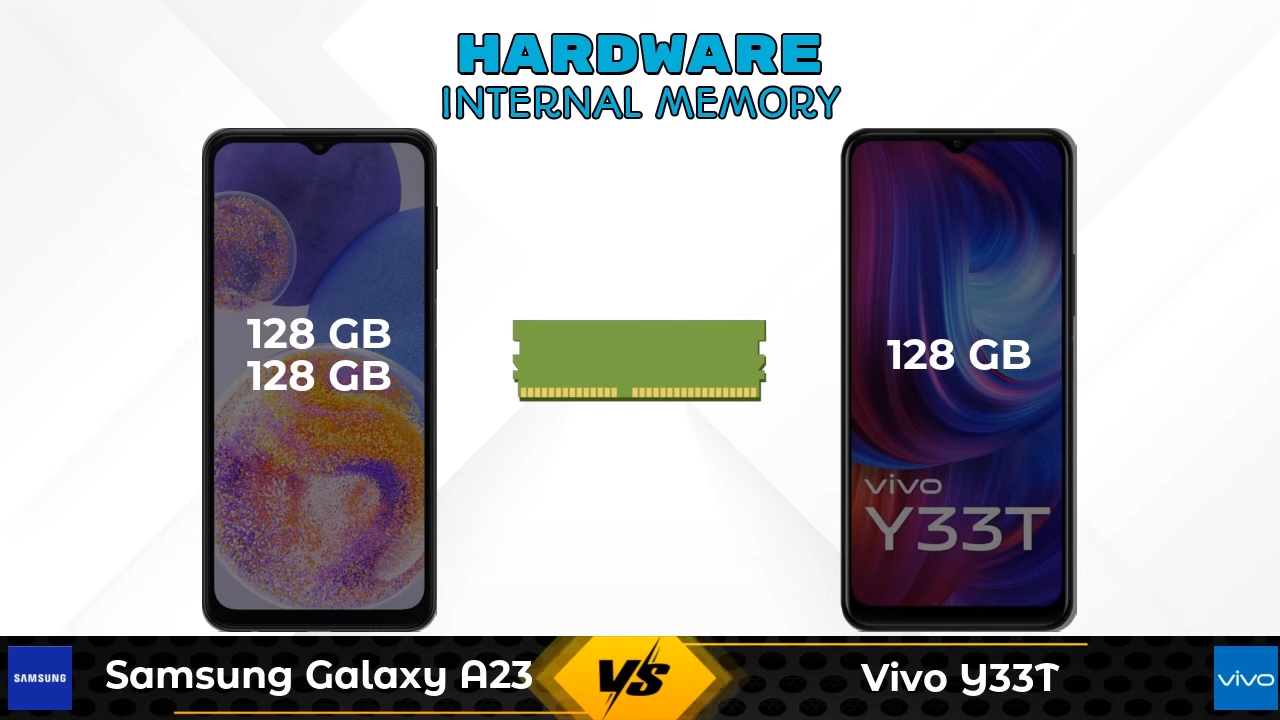 HARDWARE
INTERNAL MEMORY
128 GB
128 GB
128 GB
vivo
Y33T
SAMSUNG
Samsung Galaxy A23
VS
Vivo Y33T
vivo